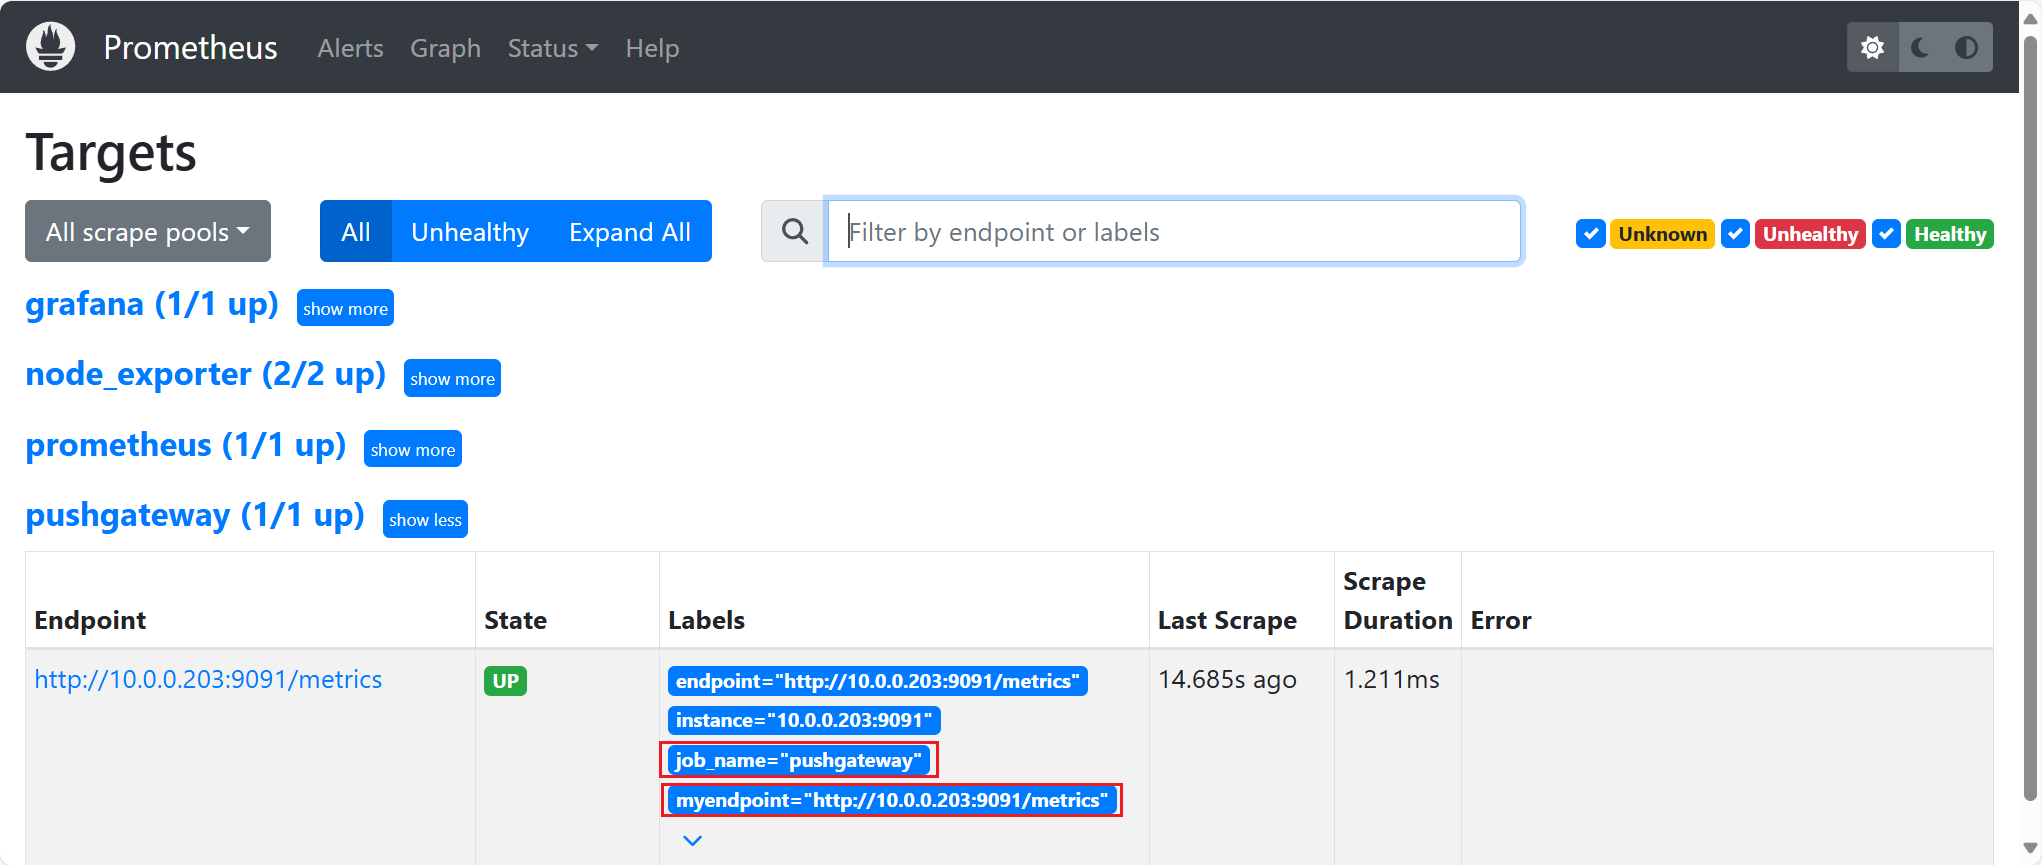 Prometheus Alerts Graph Status Help
Targets
All scrape pools All Unhealthy Expand All Filter by endpoint or labels Unknown Unhealthy Healthy
grafana (1/1 up) show more
node_exporter (2/2 up) show more
prometheus (1/1 up) show more
pushgateway (1/1 up) show less
Endpoint State Labels Last Scrape Scrape Duration Error
http://10.0.0.203:9091/metrics UP endpoint="http://10.0.0.203:9091/metrics" 14.685s ago 1.211ms
instance="10.0.0.203:9091"
job_name="pushgateway"
myendpoint="http://10.0.0.203:9091/metrics"